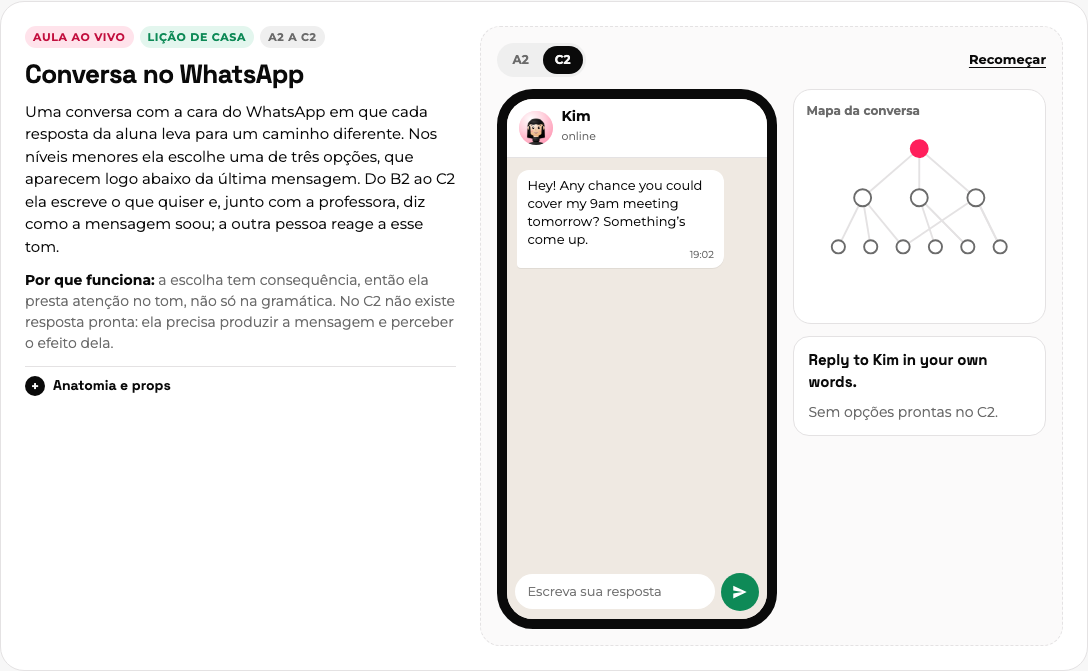 AULA AO VIVO
LIÇÃO DE CASA
A2 A C2
Conversa no WhatsApp
Uma conversa com a cara do WhatsApp em que cada
resposta da aluna leva para um caminho diferente. Nos
níveis menores ela escolhe uma de três opções, que
aparecem logo abaixo da última mensagem. Do B2 ao C2
ela escreve o que quiser e, junto com a professora, diz
como a mensagem soou; a outra pessoa reage a esse
tom.
Por que funciona: a escolha tem consequência, então ela
presta atenção no tom, não só na gramática. No C2 não existe
resposta pronta: ela precisa produzir a mensagem e perceber
o efeito dela.
+ Anatomia e props
A2
C2
Recomeçar
Kim
online
Hey! Any chance you could
cover my 9am meeting
tomorrow? Something’s
come up.
19:02
Escreva sua resposta
Mapa da conversa
Reply to Kim in your own
words.
Sem opções prontas no C2.